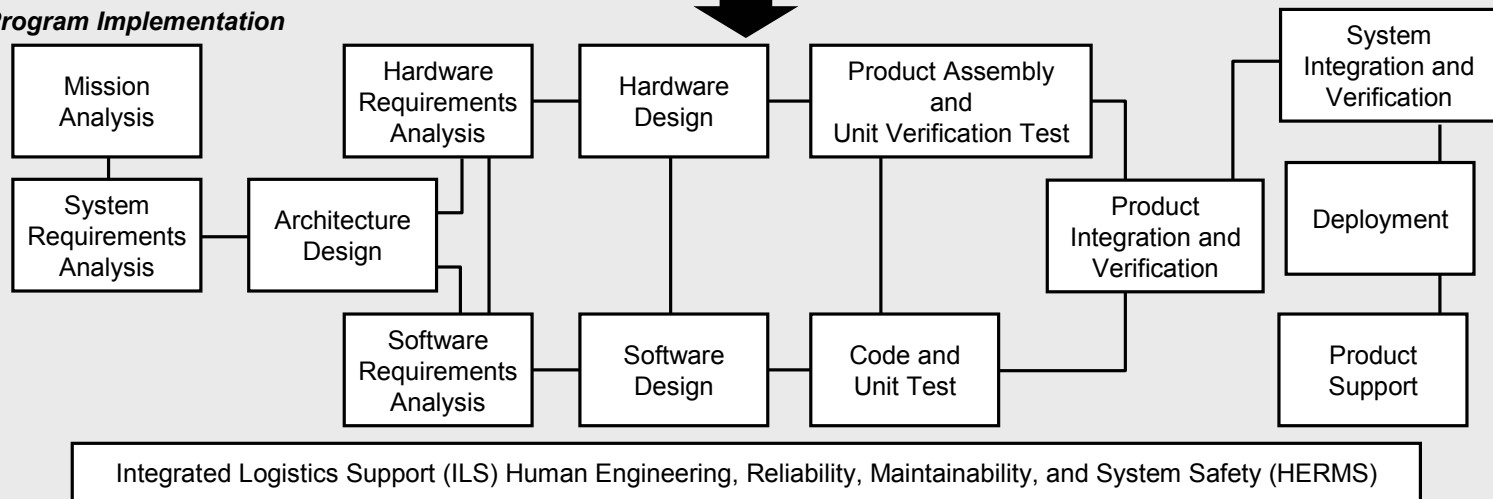 Program Implementation
Mission
Analysis
System
Requirements
Analysis
Architecture
Design
Hardware
Requirements
Analysis
Software
Requirements
Analysis
Hardware
Design
Software
Design
Product Assembly
and
Unit Verification Test
Code and
Unit Test
Product
Integration and
Verification
System
Integration and
Verification
Deployment
Product
Support
Integrated Logistics Support (ILS) Human Engineering, Reliability, Maintainability, and System Safety (HERMS)